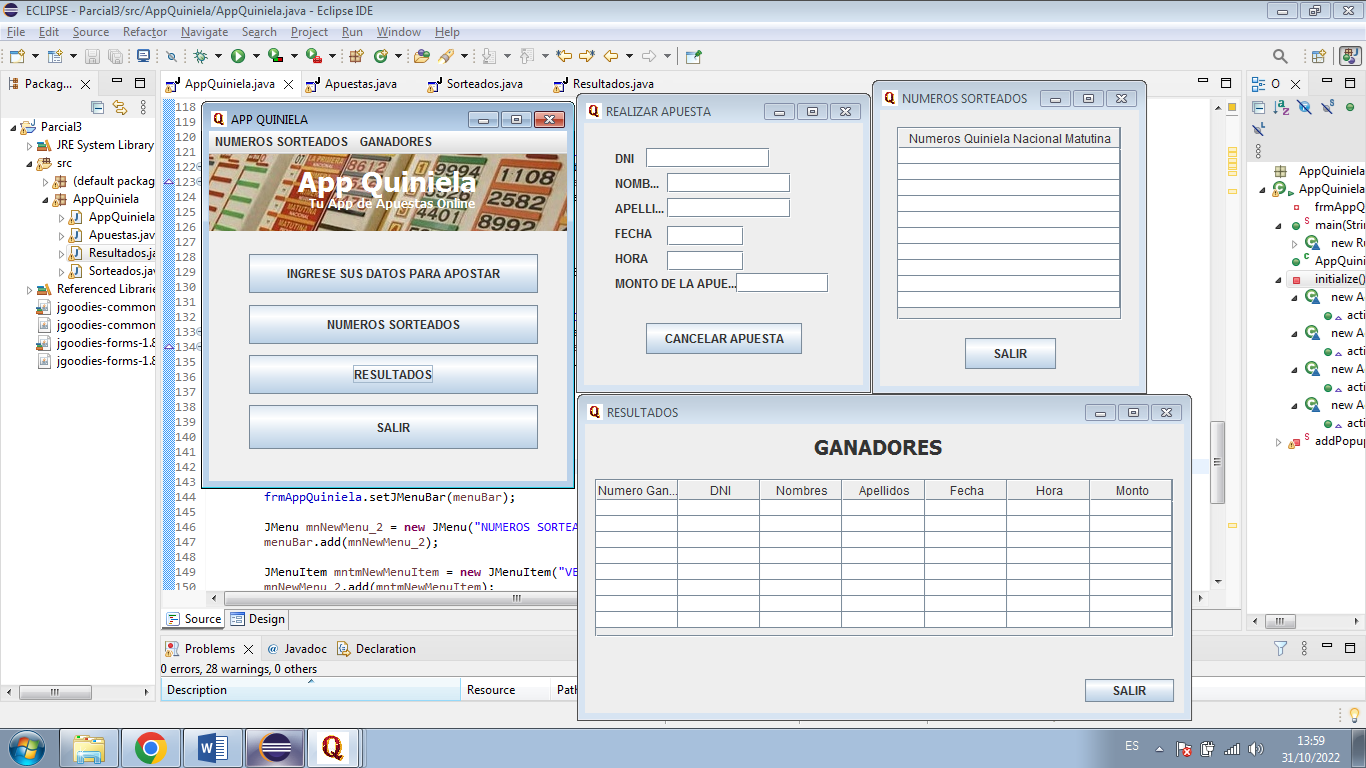 ECLIPSE - Parcial3/src/AppQuiniela/AppQuiniela.java - Eclipse IDE
File Edit Source Refactor Navigate Search Project Run Window Help
Packag...
Parcial3
JRE System Library
src
(default packag
AppQuiniela
AppQuiniela
Apuestas.jav
Resultados.ja
Sorteados.jav
Referenced Librarie
jgoodies-common
jgoodies-common
jgoodies-forms-1.8
jgoodies-forms-1.8
AppQuiniela.java Apuestas.java Sorteados.java Resultados.java
118
119
120
121
122
123
124
125
126
127
128
129
130
131
132
133
134
135
136
137
138
139
140
141
142
143
144 frmAppQuiniela.setJMenuBar(menuBar);
145
146 JMenu mnNewMenu_2 = new JMenu("NUMEROS SORTEA
147 menuBar.add(mnNewMenu_2);
148
149 JMenuItem mntmNewMenuItem = new JMenuItem("VE
150 mnNewMenu_2.add(mntmNewMenuItem);
Source Design
APP QUINIELA
NUMEROS SORTEADOS GANADORES
App Quiniela
Tu App de Apuestas Online
9994
1108
1582
4401
8992
INGRESE SUS DATOS PARA APOSTAR
NUMEROS SORTEADOS
RESULTADOS
SALIR
REALIZAR APUESTA
DNI
NOMB...
APELLI...
FECHA
HORA
MONTO DE LA APUE...
CANCELAR APUESTA
NUMEROS SORTEADOS
Numeros Quiniela Nacional Matutina
SALIR
RESULTADOS
GANADORES
Numero Gan... DNI Nombres Apellidos Fecha Hora Monto
SALIR
O
AppQuiniela
AppQuiniela
frmAppQ
main(Strin
new Ru
AppQuini
initialize()
new A
acti
new A
acti
new A
acti
new A
acti
addPopup
Problems Javadoc Declaration
0 errors, 28 warnings, 0 others
Description Resource Path
ES
13:59
31/10/2022